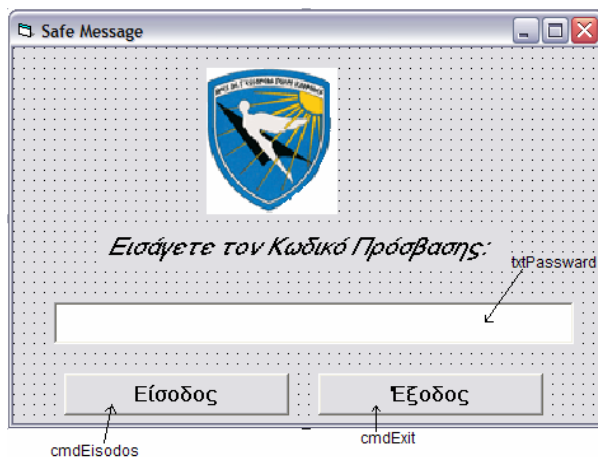 Safe Message
Εισάγετε τον Κωδικό Πρόσβασης:
txtPassward
Είσοδος
Έξοδος
cmdEisodos
cmdExit